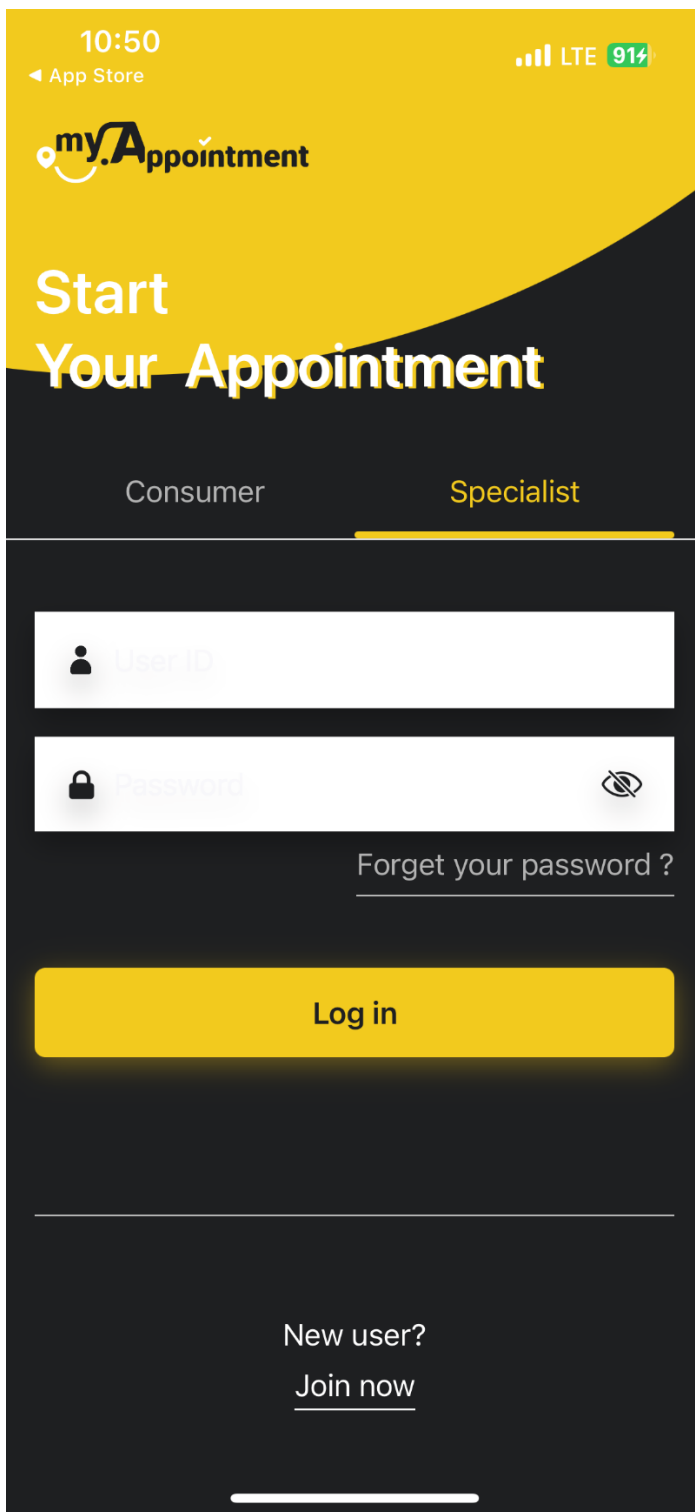 10:50
LTE 91
◀ App Store
my.Appointment
Start
Your Appointment
Consumer Specialist
User ID
Password
Forget your password ?
Log in
New user?
Join now